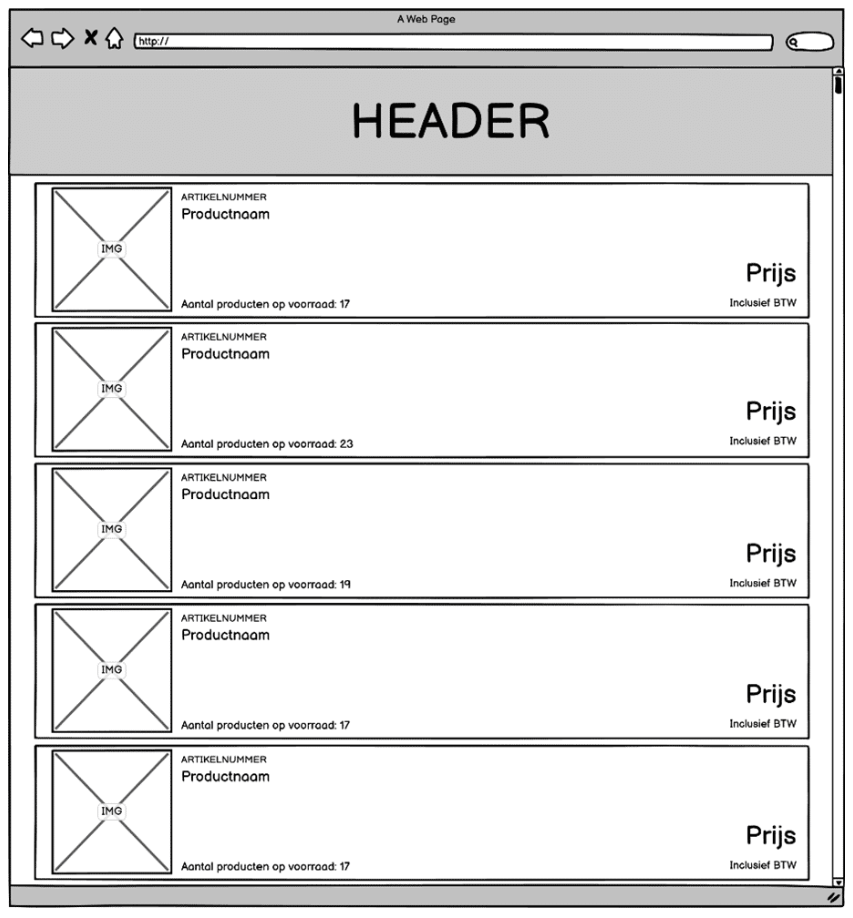 A Web Page
http://
HEADER
IMG
ARTIKELNUMMER
Productnaam
Prijs
Aantal producten op voorraad: 17
Inclusief BTW
IMG
ARTIKELNUMMER
Productnaam
Prijs
Aantal producten op voorraad: 23
Inclusief BTW
IMG
ARTIKELNUMMER
Productnaam
Prijs
Aantal producten op voorraad: 19
Inclusief BTW
IMG
ARTIKELNUMMER
Productnaam
Prijs
Aantal producten op voorraad: 17
Inclusief BTW
IMG
ARTIKELNUMMER
Productnaam
Prijs
Aantal producten op voorraad: 17
Inclusief BTW